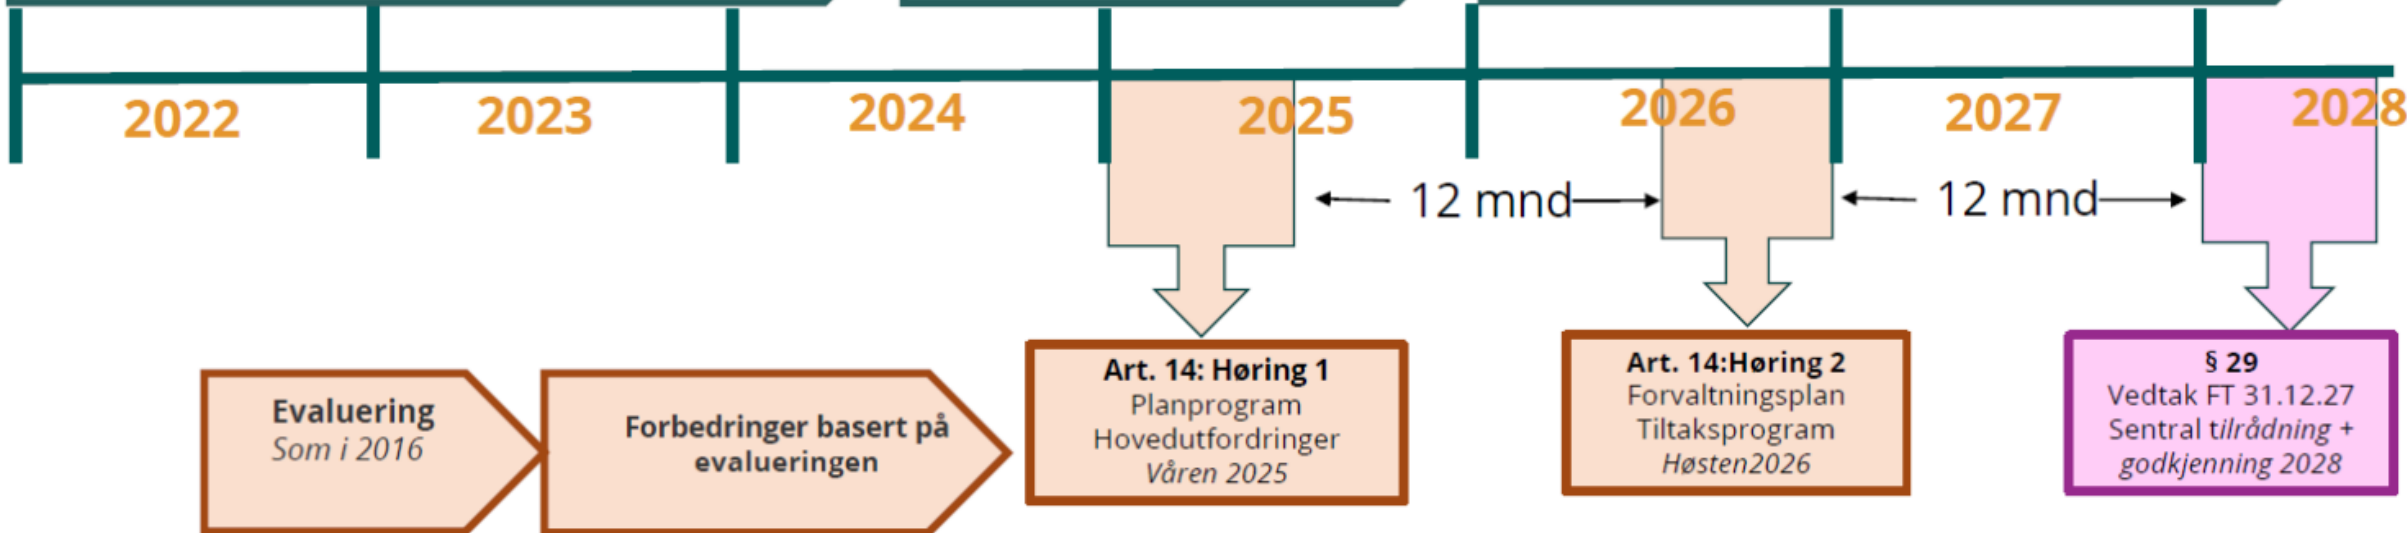 2022
2023
2024
2025
2026
2027
2028
12 mnd
12 mnd
Evaluering
Som i 2016
Forbedringer basert på
evalueringen
Art. 14: Høring 1
Planprogram
Hovedutfordringer
Våren 2025
Art. 14:Høring 2
Forvaltningsplan
Tiltaksprogram
Høsten2026
§ 29
Vedtak FT 31.12.27
Sentral tilrådning +
godkjenning 2028